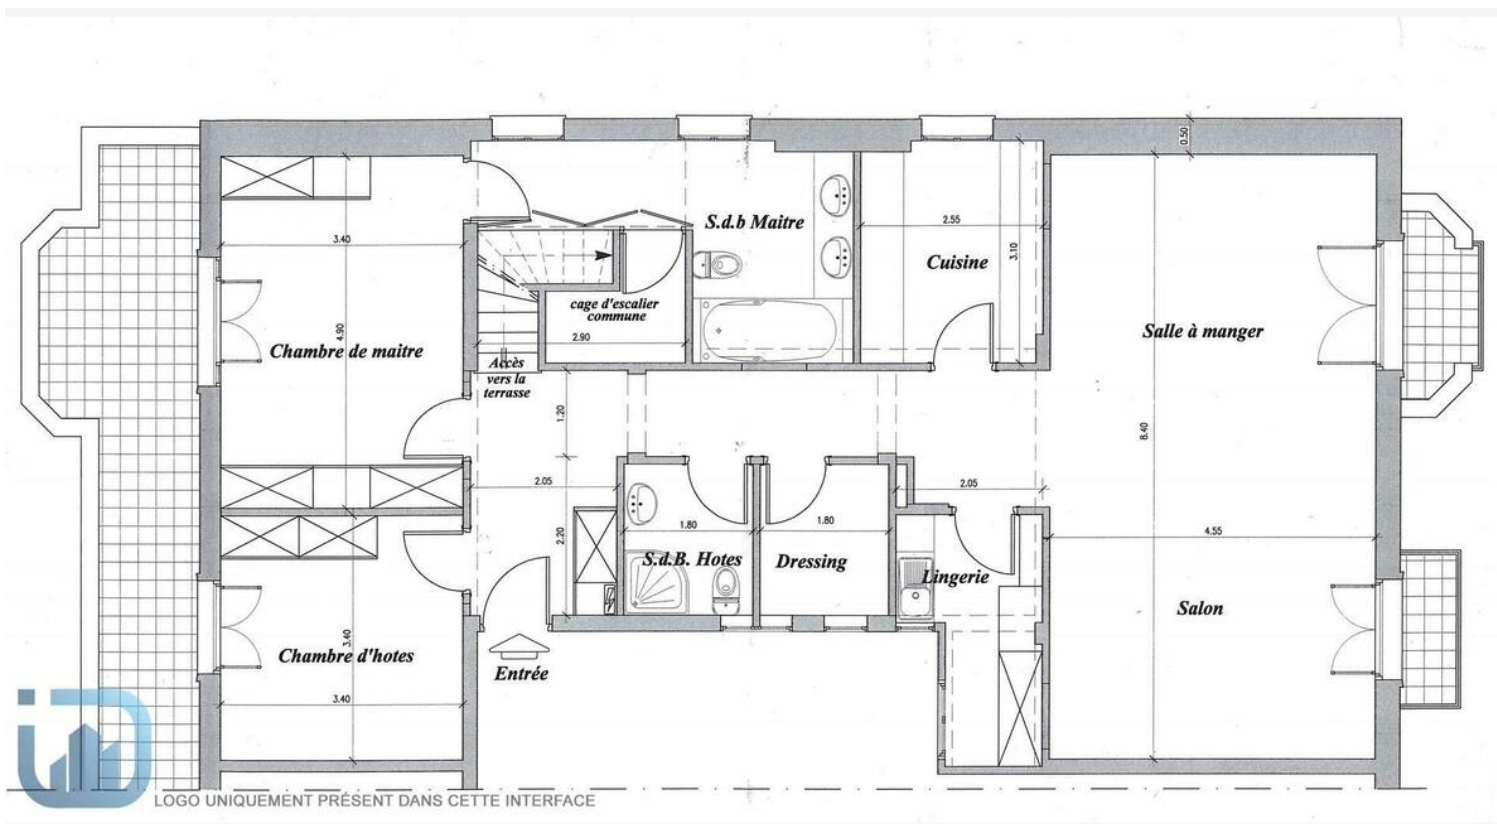 0.50
3.40
4.90
Chambre de maitre
S.d.b Maitre
2.55
3.10
Cuisine
cage d'escalier
commune
2.90
Accès
vers la
terrasse
Salle à manger
8.40
1.20
2.05
2.20
1.80
S.d.B. Hotes
1.80
Dressing
2.05
Lingerie
4.55
Salon
Chambre d'hotes
3.40
3.40
Entrée
iD
LOGO UNIQUEMENT PRÉSENT DANS CETTE INTERFACE